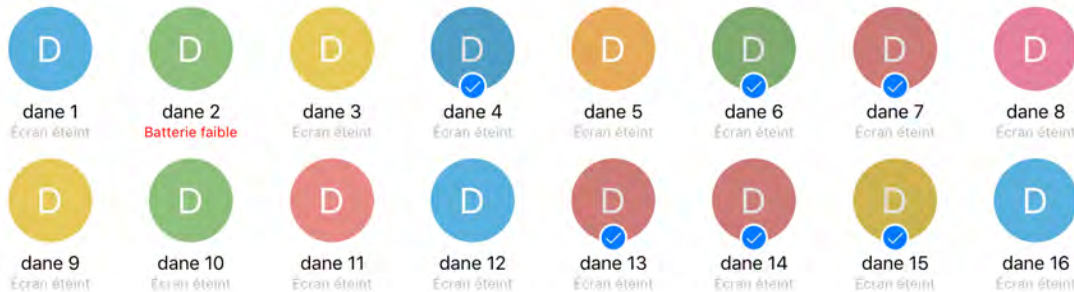 D D D D D D D D
dane 1 dane 2 dane 3 dane 4 dane 5 dane 6 dane 7 dane 8
Écran éteint Batterie faible Écran éteint Écran éteint Écran éteint Écran éteint Écran éteint Écran éteint
D D D D D D D D
dane 9 dane 10 dane 11 dane 12 dane 13 dane 14 dane 15 dane 16
Écran éteint Écran éteint Écran éteint Écran éteint Écran éteint Écran éteint Écran éteint Écran éteint